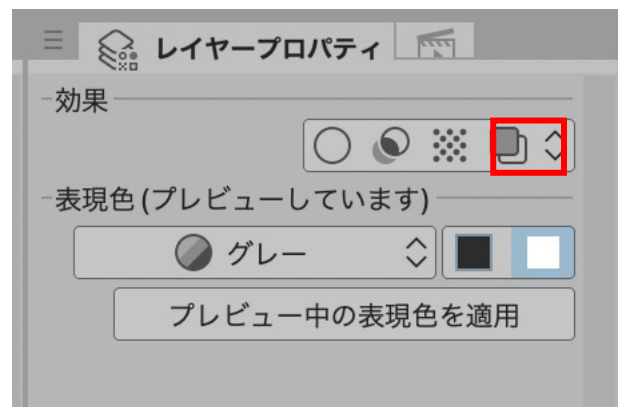 レイヤープロパティ
効果
表現色(プレビューしています)
グレー
プレビュー中の表現色を適用